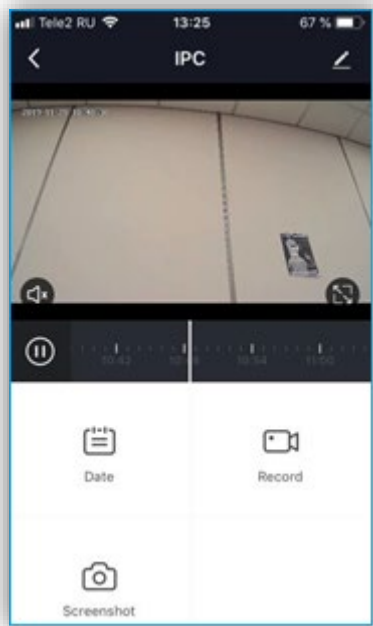 Tele2 RU 13:25 67 %
IPC
10:42 10:54 11:00
Date Record
Screenshot